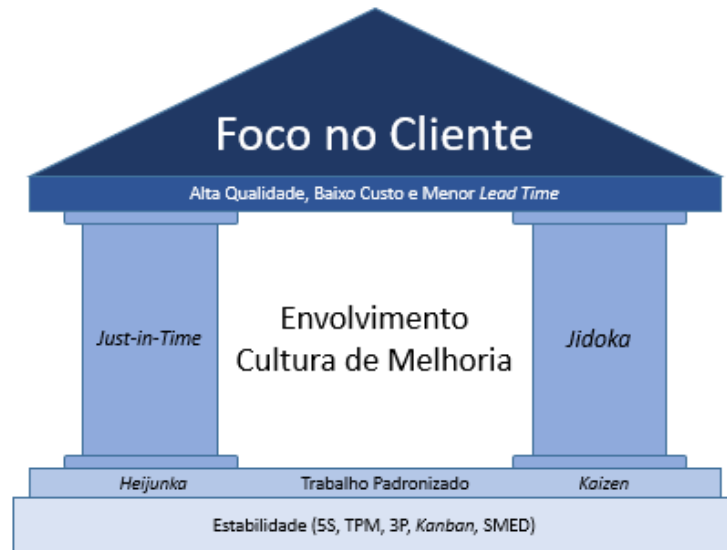 Foco no Cliente
Alta Qualidade, Baixo Custo e Menor Lead Time
Just-in-Time
Envolvimento
Cultura de Melhoria
Jidoka
Heijunka Trabalho Padronizado Kaizen
Estabilidade (5S, TPM, 3P, Kanban, SMED)